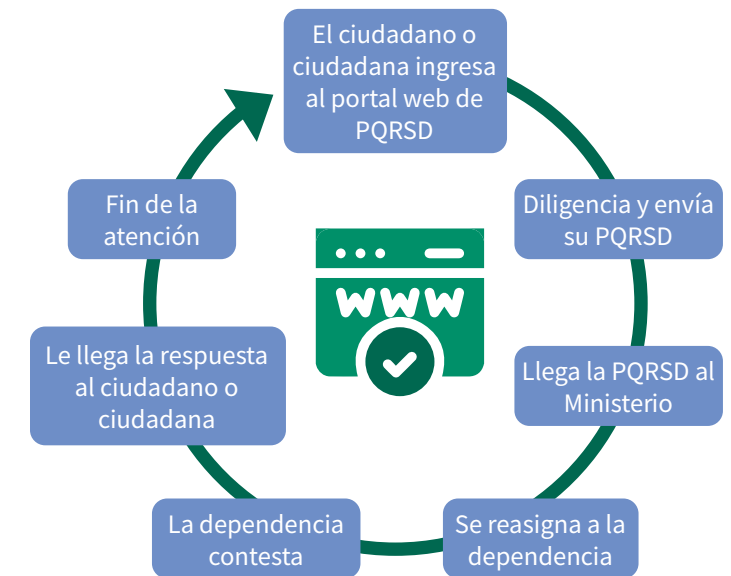 El ciudadano o
ciudadana ingresa
al portal web de
PQRSD
Diligencia y envía
su PQRSD
Llega la PQRSD al
Ministerio
Se reasigna a la
dependencia
La dependencia
contesta
Le llega la respuesta
al ciudadano o
ciudadana
Fin de la
atención
WWW